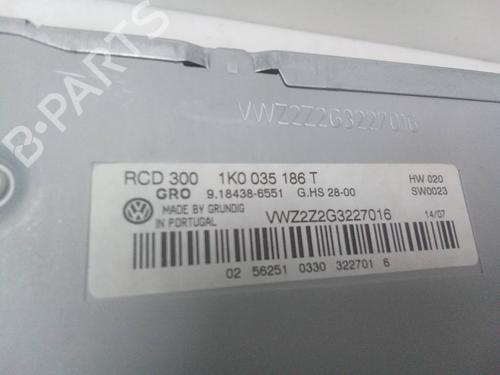 B-PARTS
VWZ2Z2G3227016
RCD 300 1K0 035 186 T HW 020
GRO 9.18438-6551 G.HS 28-00 SW0023
MADE BY GRUNDIG
IN PORTUGAL
VWZ2Z2G3227016 14/07
02 56251 0330 322701 6